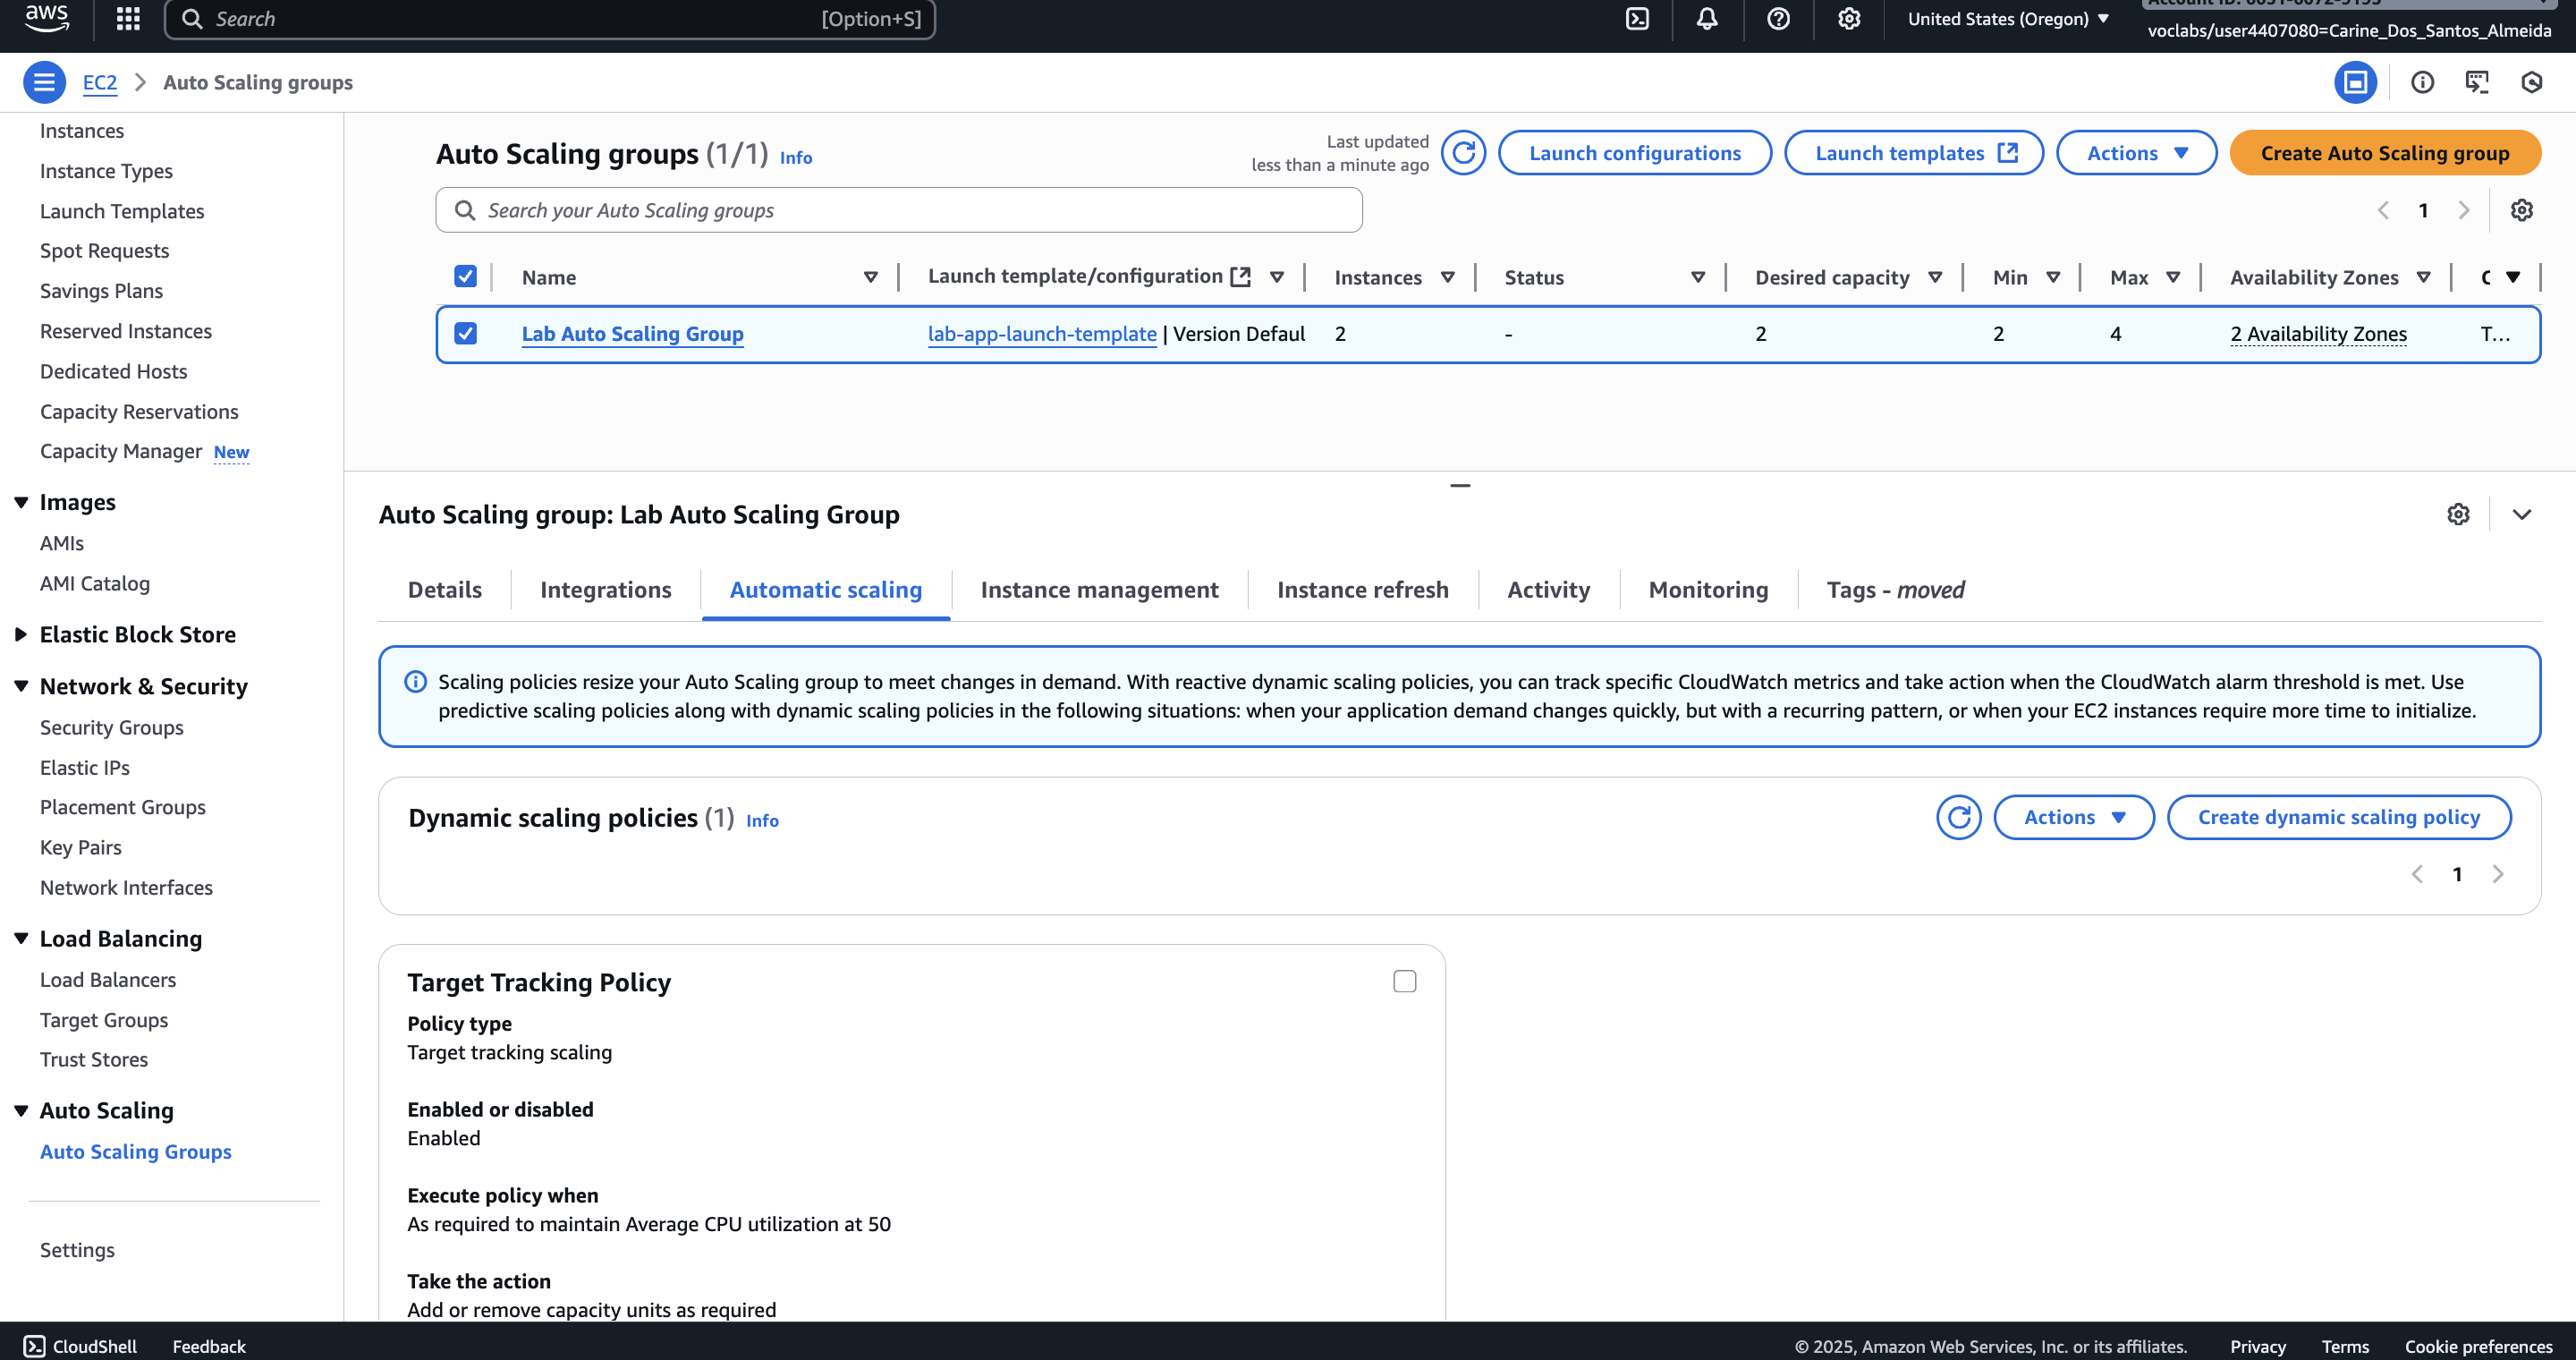 aws
Search
[Option+S]
United States (Oregon)
voclabs/user4407080=Carine_Dos_Santos_Almeida
EC2
Auto Scaling groups
Instances
Instance Types
Launch Templates
Spot Requests
Savings Plans
Reserved Instances
Dedicated Hosts
Capacity Reservations
Capacity Manager New
Images
AMIs
AMI Catalog
Elastic Block Store
Network & Security
Security Groups
Elastic IPs
Placement Groups
Key Pairs
Network Interfaces
Load Balancing
Load Balancers
Target Groups
Trust Stores
Auto Scaling
Auto Scaling Groups
Settings
Auto Scaling groups (1/1) Info
Last updated
less than a minute ago
Launch configurations
Launch templates
Actions
Create Auto Scaling group
Search your Auto Scaling groups
1
Name Launch template/configuration Instances Status Desired capacity Min Max Availability Zones
Lab Auto Scaling Group lab-app-launch-template | Version Defaul 2 - 2 2 4 2 Availability Zones T...
Auto Scaling group: Lab Auto Scaling Group
Details Integrations Automatic scaling Instance management Instance refresh Activity Monitoring Tags - moved
Scaling policies resize your Auto Scaling group to meet changes in demand. With reactive dynamic scaling policies, you can track specific CloudWatch metrics and take action when the CloudWatch alarm threshold is met. Use
predictive scaling policies along with dynamic scaling policies in the following situations: when your application demand changes quickly, but with a recurring pattern, or when your EC2 instances require more time to initialize.
Dynamic scaling policies (1) Info
Actions
Create dynamic scaling policy
1
Target Tracking Policy
Policy type
Target tracking scaling
Enabled or disabled
Enabled
Execute policy when
As required to maintain Average CPU utilization at 50
Take the action
Add or remove capacity units as required
CloudShell Feedback
© 2025, Amazon Web Services, Inc. or its affiliates. Privacy Terms Cookie preferences